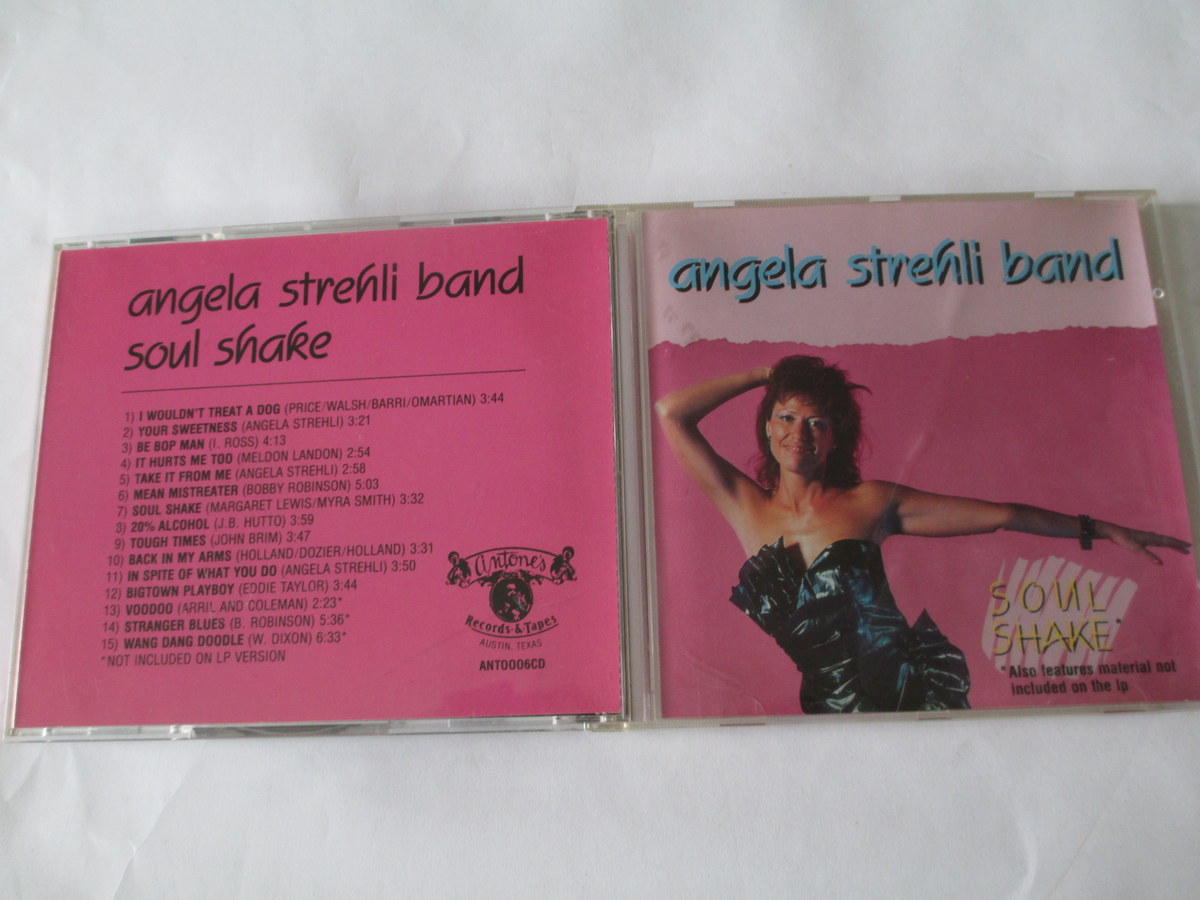 angela strehli band
soul shake
1) I WOULDN'T TREAT A DOG (PRICE/WALSH/BARRI/OMARTIAN) 3:44
2) YOUR SWEETNESS (ANGELA STREHLI) 3:21
3) BE BOP MAN (I. ROSS) 4:13
4) IT HURTS ME TOO (MELDON LANDON) 2:54
5) TAKE IT FROM ME (ANGELA STREHLI) 2:58
6) MEAN MISTREATER (BOBBY ROBINSON) 5:03
7) SOUL SHAKE (MARGARET LEWIS/MYRA SMITH) 3:32
8) 20% ALCOHOL (J.B. HUTTO) 3:59
9) TOUGH TIMES (JOHN BRIM) 3:47
10) BACK IN MY ARMS (HOLLAND/DOZIER/HOLLAND) 3:31
11) IN SPITE OF WHAT YOU DO (ANGELA STREHLI) 3:50
12) BIGTOWN PLAYBOY (EDDIE TAYLOR) 3:44
13) VOODOO (ARRIL AND COLEMAN) 2:23*
14) STRANGER BLUES (B. ROBINSON) 5:36*
15) WANG DANG DOODLE (W. DIXON) 6:33*
*NOT INCLUDED ON LP VERSION
Antone's
Records & Tapes
AUSTIN, TEXAS
ANT0006CD
angela strehli band
SOUL
SHAKE*
*Also features material not
included on the lp